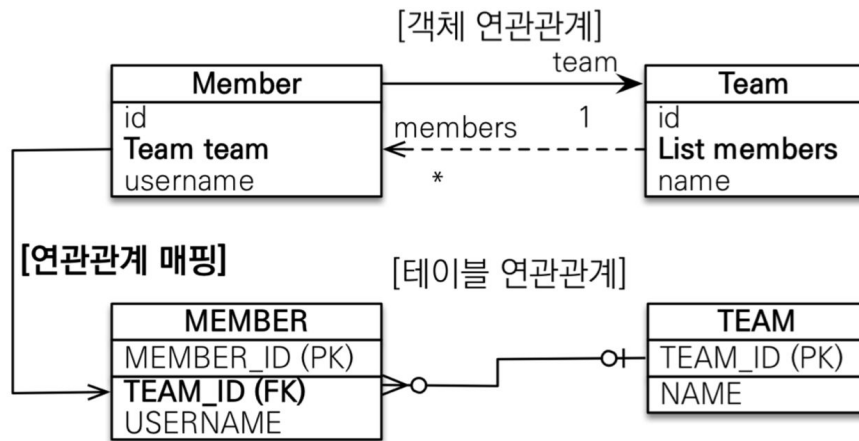 [객체 연관관계]
team
Member
Team
id
Team team
username
members
1
*
id
List members
name
[연관관계 매핑]
[테이블 연관관계]
MEMBER
MEMBER_ID (PK)
TEAM_ID (FK)
USERNAME
TEAM
TEAM_ID (PK)
NAME